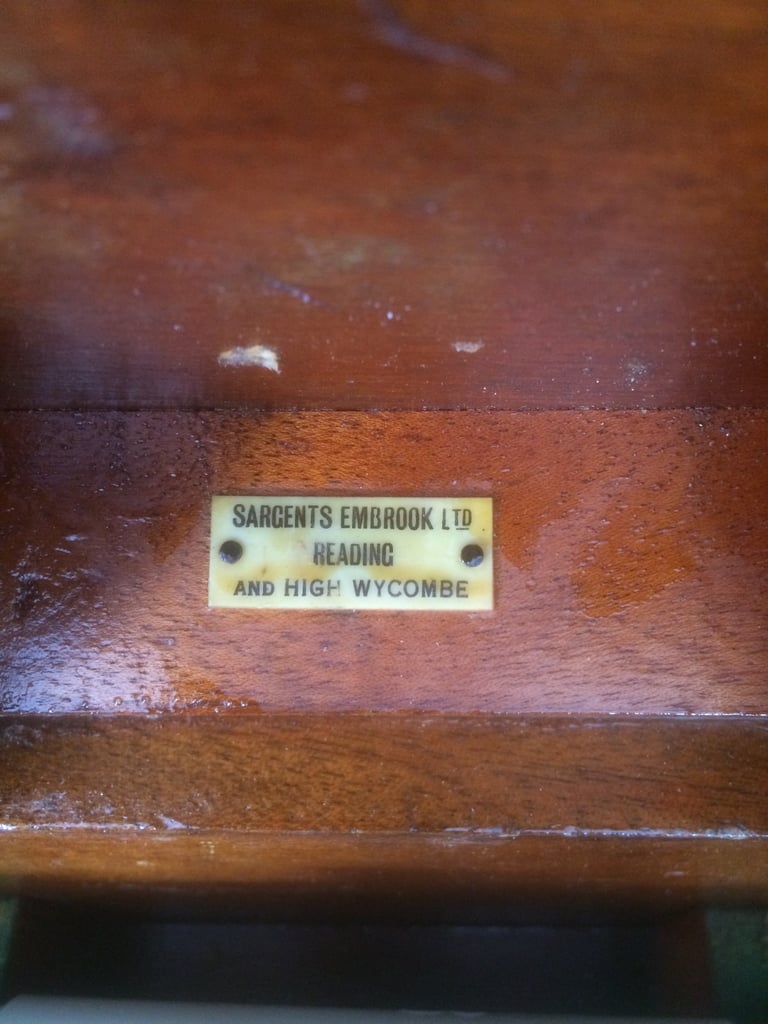 SARGENTS EMBROOK LTD
READING
AND HIGH WYCOMBE